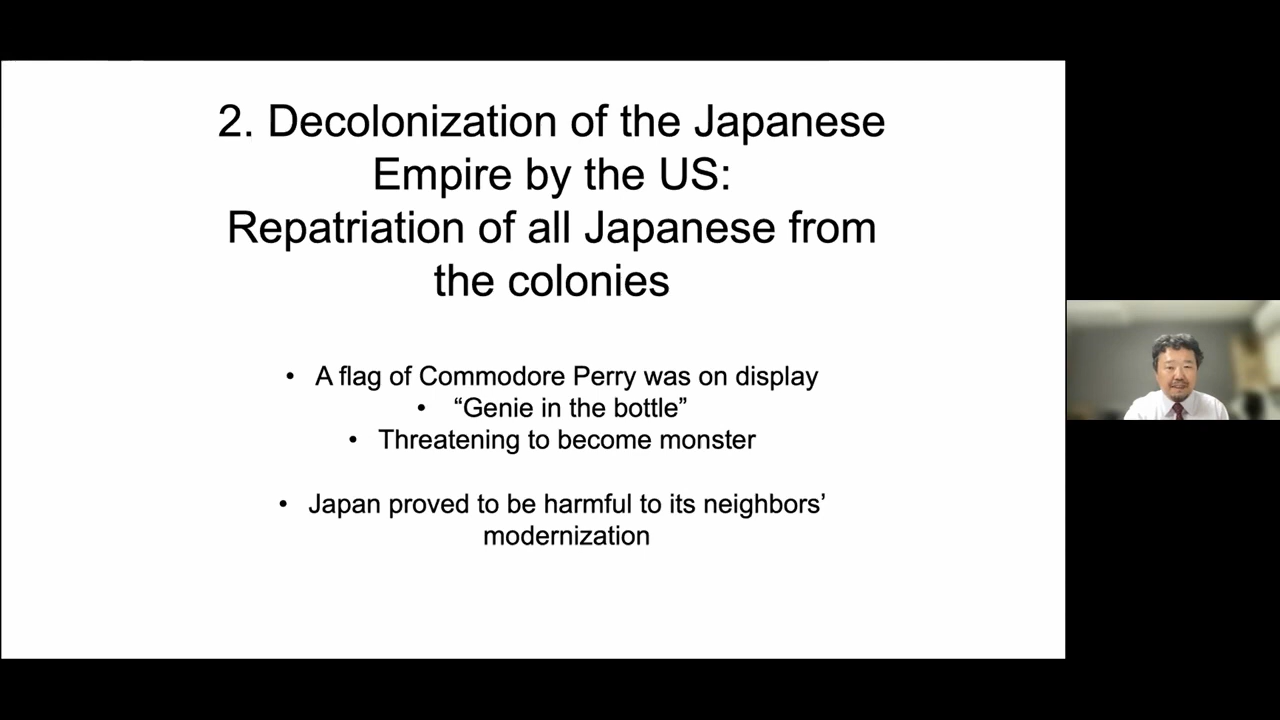 2. Decolonization of the Japanese
Empire by the US:
Repatriation of all Japanese from
the colonies
• A flag of Commodore Perry was on display
• “Genie in the bottle”
• Threatening to become monster
• Japan proved to be harmful to its neighbors’
modernization